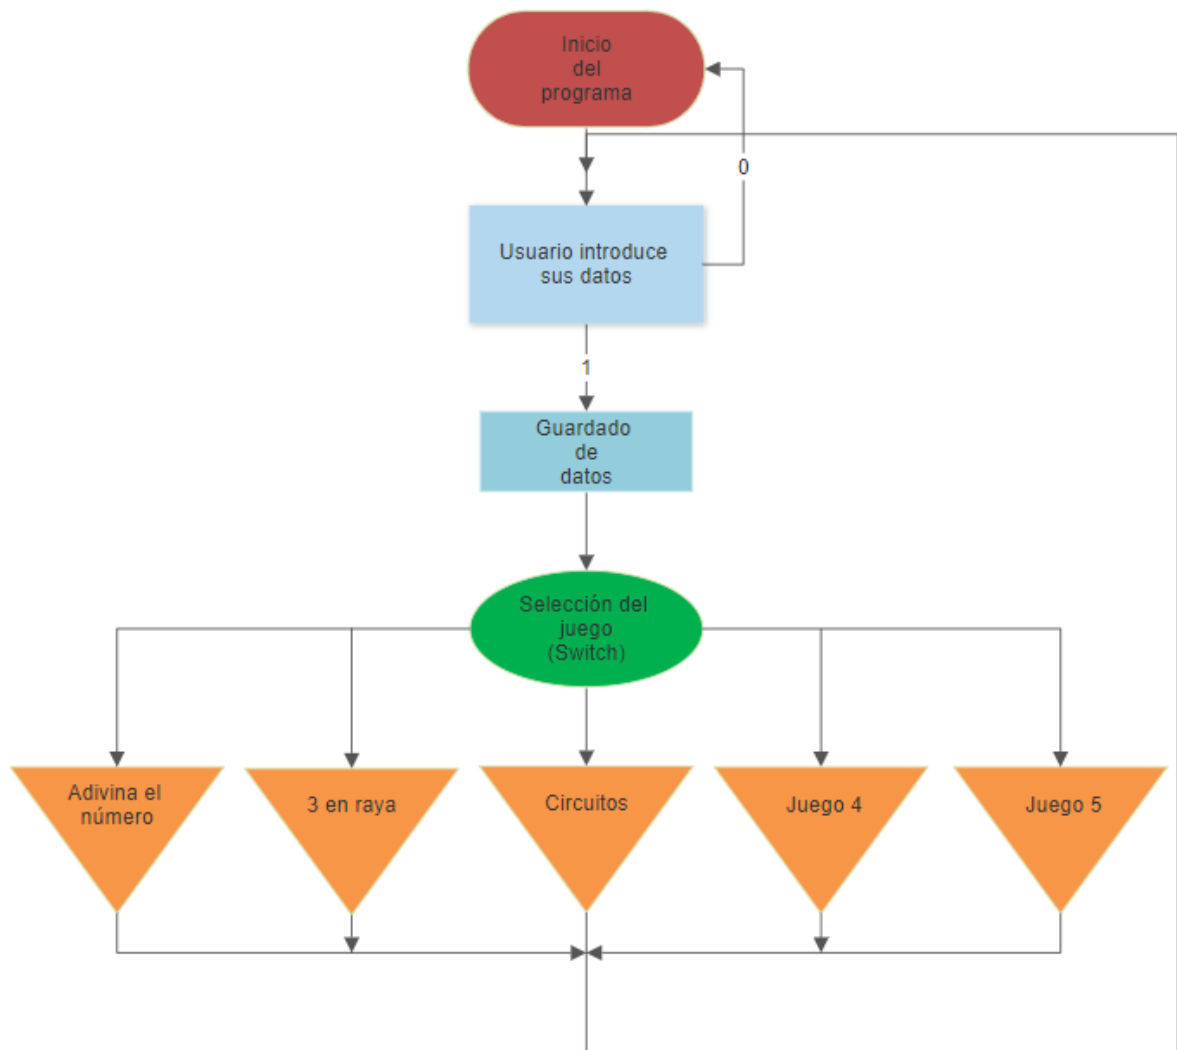 Inicio
del
programa
0
Usuario introduce
sus datos
1
Guardado
de
datos
Selección del
juego
(Switch)
Adivina el
número
3 en raya
Circuitos
Juego 4
Juego 5